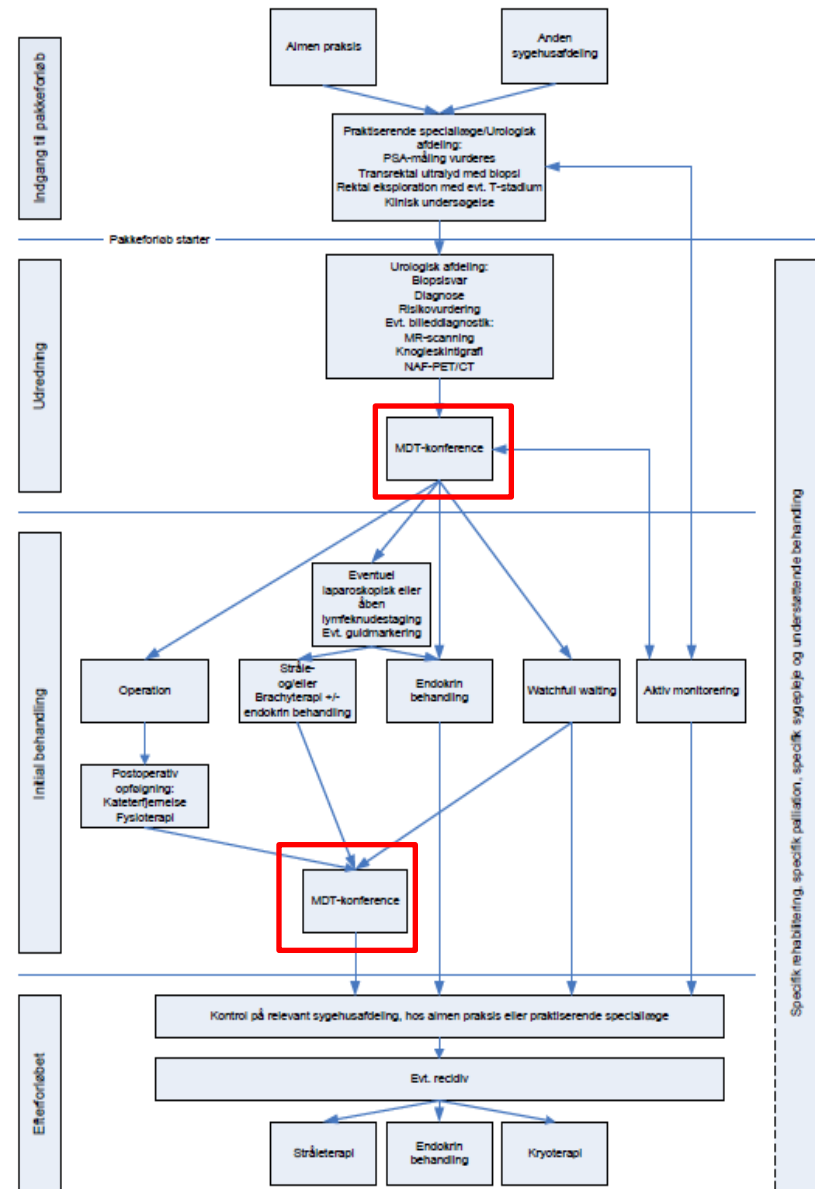 Almen praksis
Anden
sygehusafdeling
Indgang til pakkeforløb
Praktiserende speciallæge/Urologisk
afdeling:
PSA-måling vurderes
Transrektal ultralyd med biopsi
Rektal eksploration med evt. T-stadium
Klinisk undersøgelse
Pakkeforløb starter
Udredning
Urologisk afdeling:
Biopsisvar
Diagnose
Risikovurdering
Evt. billeddiagnostik:
MR-scanning
Knogleskintigrafi
NAF-PET/CT
MDT-konference
Specifik rehabilitering, specifik palliation, specifik sygepleje og understøttende behandling
Initial behandling
Eventuel
laparoskopisk eller
åben
lymfeknudestaging
Evt. guldmarkering
Operation
Stråle-
og/eller
Brachyterapi +/-
endokrin behandling
Endokrin
behandling
Watchfull waiting
Aktiv monitorering
Postoperativ
opfølgning:
Kateterfjernelse
Fysioterapi
MDT-konference
Efterforløbet
Kontrol på relevant sygehusafdeling, hos almen praksis eller praktiserende speciallæge
Evt. recidiv
Stråleterapi
Endokrin
behandling
Kryoterapi